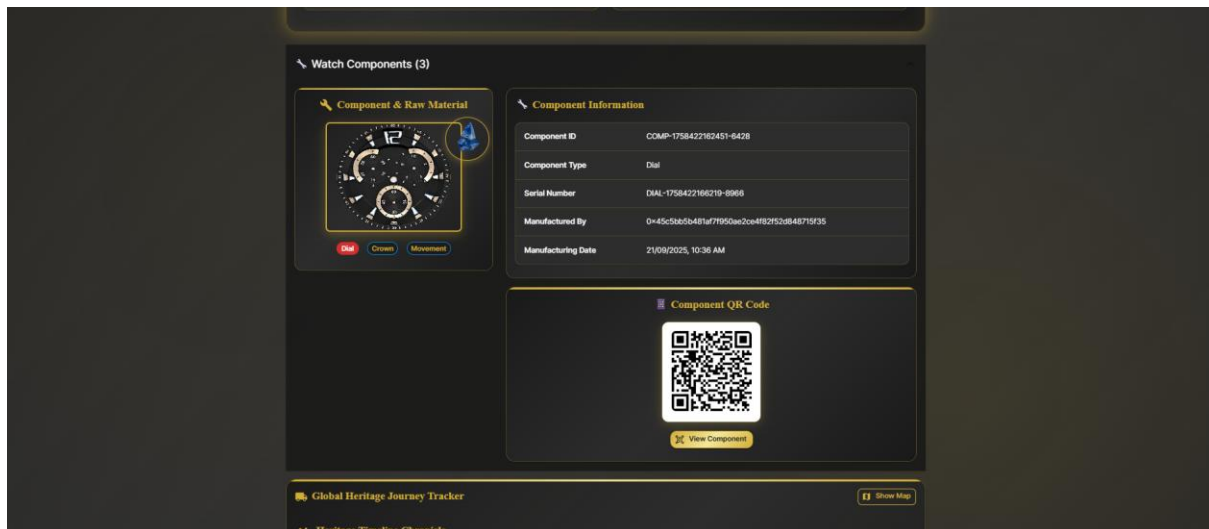 Watch Components (3)
Component & Raw Material
12
Dial
Crown
Movement
Component Information
Component ID COMP-1758422162451-6428
Component Type Dial
Serial Number DIAL-1758422166219-8966
Manufactured By 0x45c5bb5b481af7f950ae2ce4f82f52d848715f35
Manufacturing Date 21/09/2025, 10:36 AM
Component QR Code
View Component
Global Heritage Journey Tracker
Show Map